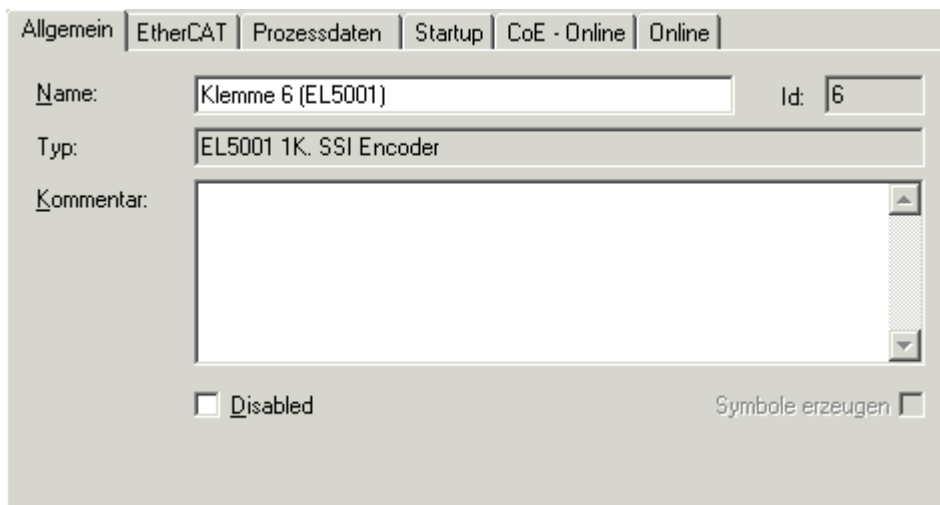 Allgemein EtherCAT Prozessdaten Startup CoE - Online Online
Name: Klemme 6 (EL5001) Id: 6
Typ: EL5001 1K. SSI Encoder
Kommentar:
Disabled Symbole erzeugen